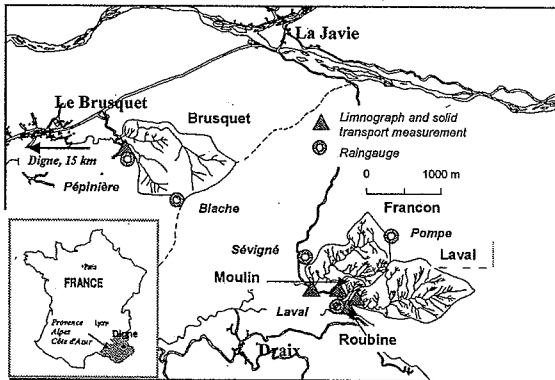 La Javie
Le Brusquet
Brusquet
Limnograph and solid
transport measurement
Raingauge
Digne, 15 km
Pépinière
0 1000 m
Blache
Francon
Pompe
Sévigné
Laval
Moulin
Laval
Roubine
Draix
Paris
FRANCE
Lyon
Provence
Alpes
Côte d'Azur
Digne